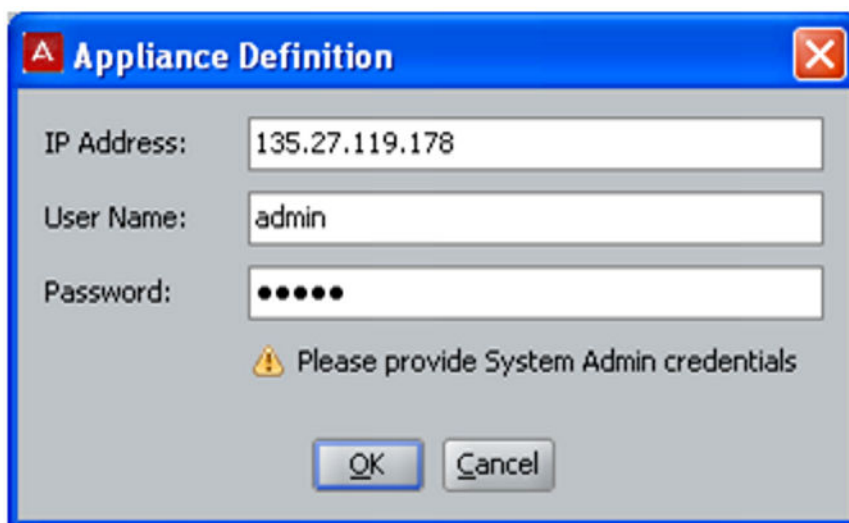 A Appliance Definition
IP Address: 135.27.119.178
User Name: admin
Password: •••••
Please provide System Admin credentials
OK Cancel